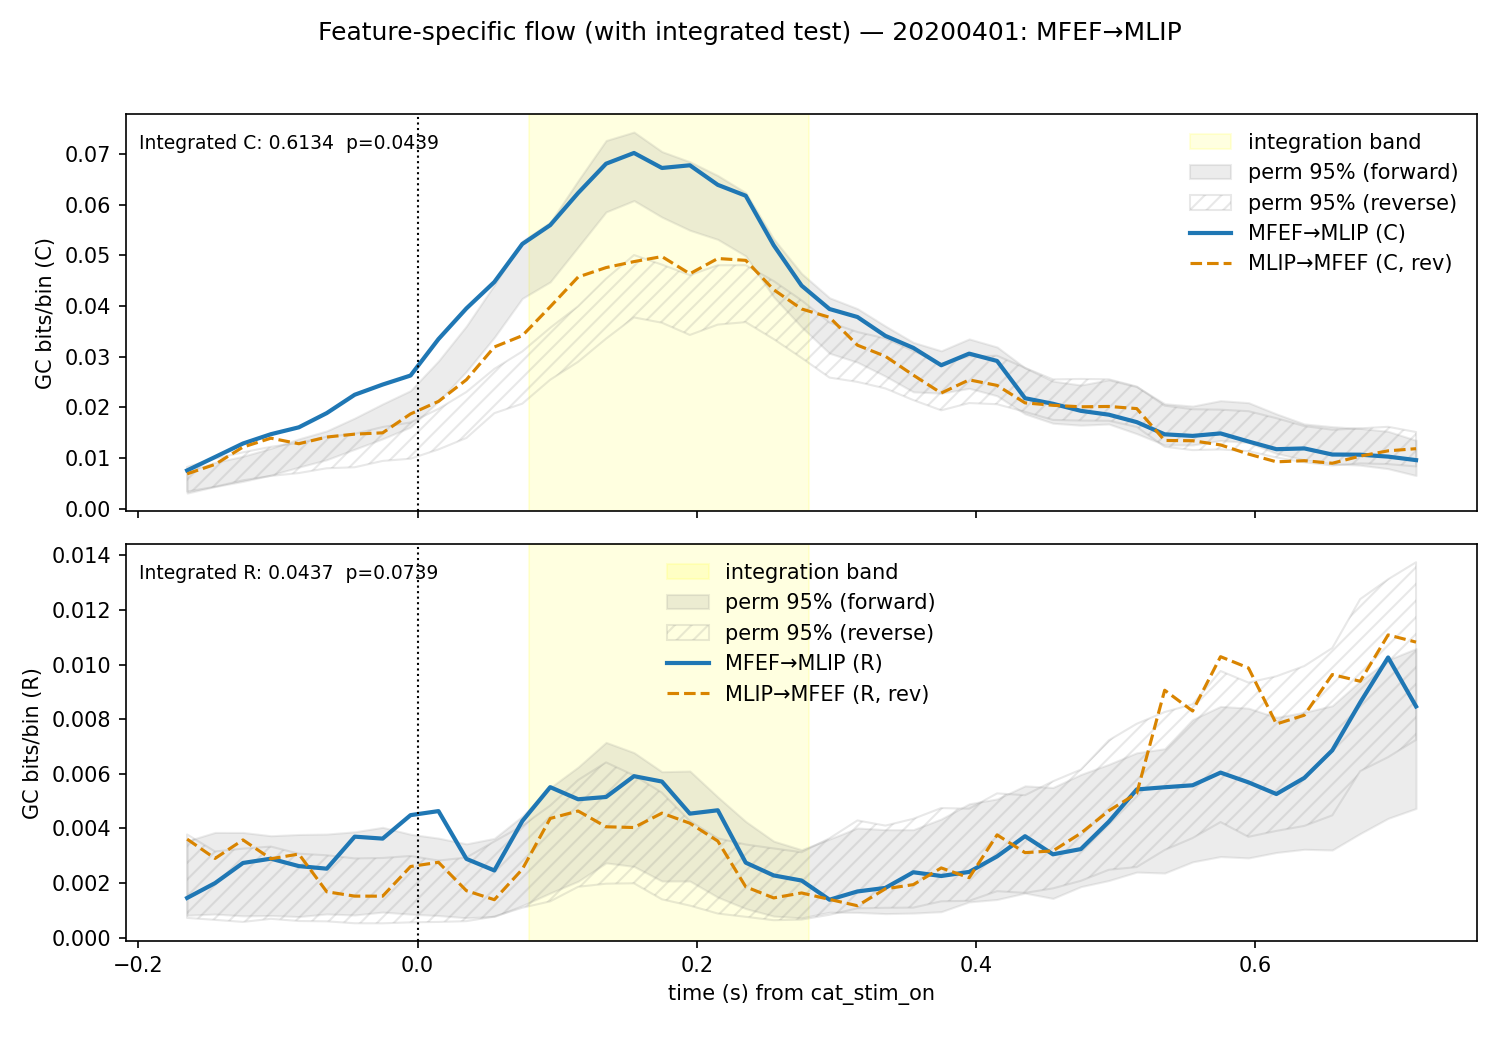 Feature-specific flow (with integrated test) — 20200401: MFEF→MLIP
Integrated C: 0.6134  p=0.0439
integration band
perm 95% (forward)
perm 95% (reverse)
MFEF→MLIP (C)
MLIP→MFEF (C, rev)
GC bits/bin (C)
0.07
0.06
0.05
0.04
0.03
0.02
0.01
0.00
Integrated R: 0.0437  p=0.0739
integration band
perm 95% (forward)
perm 95% (reverse)
MFEF→MLIP (R)
MLIP→MFEF (R, rev)
GC bits/bin (R)
0.014
0.012
0.010
0.008
0.006
0.004
0.002
0.000
−0.2 0.0 0.2 0.4 0.6
time (s) from cat_stim_on